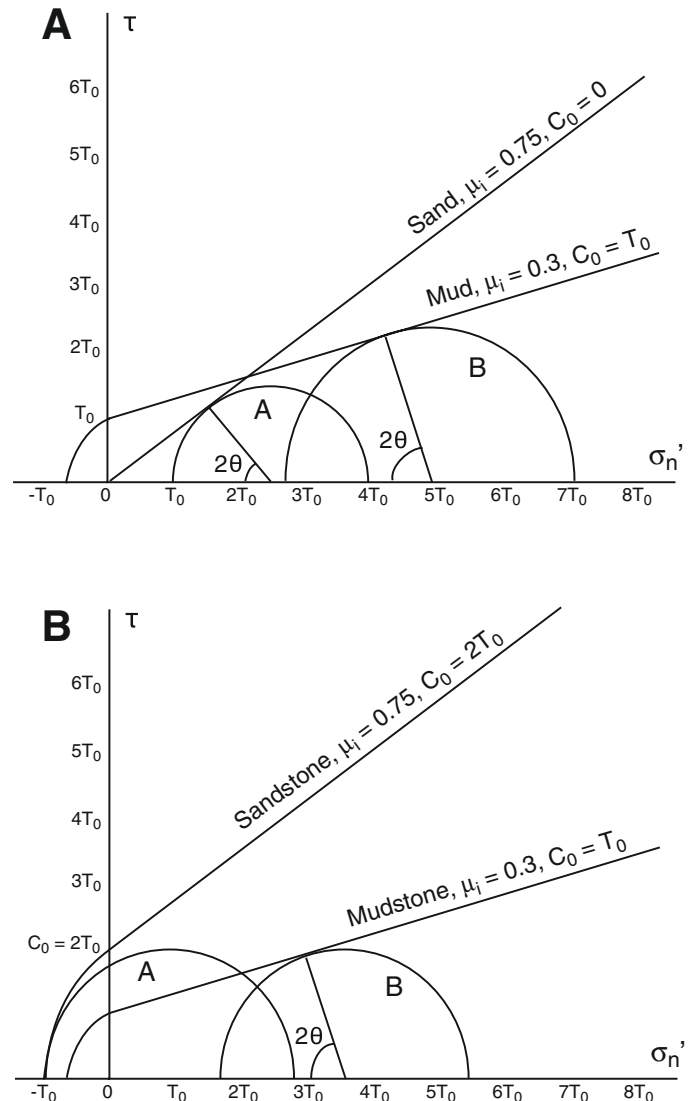 A
τ
6T₀
5T₀
4T₀
3T₀
2T₀
T₀
Sand, μᵢ = 0.75, C₀ = 0
Mud, μᵢ = 0.3, C₀ = T₀
A
B
2θ
2θ
σₙ'
-T₀ 0 T₀ 2T₀ 3T₀ 4T₀ 5T₀ 6T₀ 7T₀ 8T₀
B
τ
6T₀
5T₀
4T₀
3T₀
C₀ = 2T₀
Sandstone, μᵢ = 0.75, C₀ = 2T₀
Mudstone, μᵢ = 0.3, C₀ = T₀
A
B
2θ
σₙ'
-T₀ 0 T₀ 2T₀ 3T₀ 4T₀ 5T₀ 6T₀ 7T₀ 8T₀